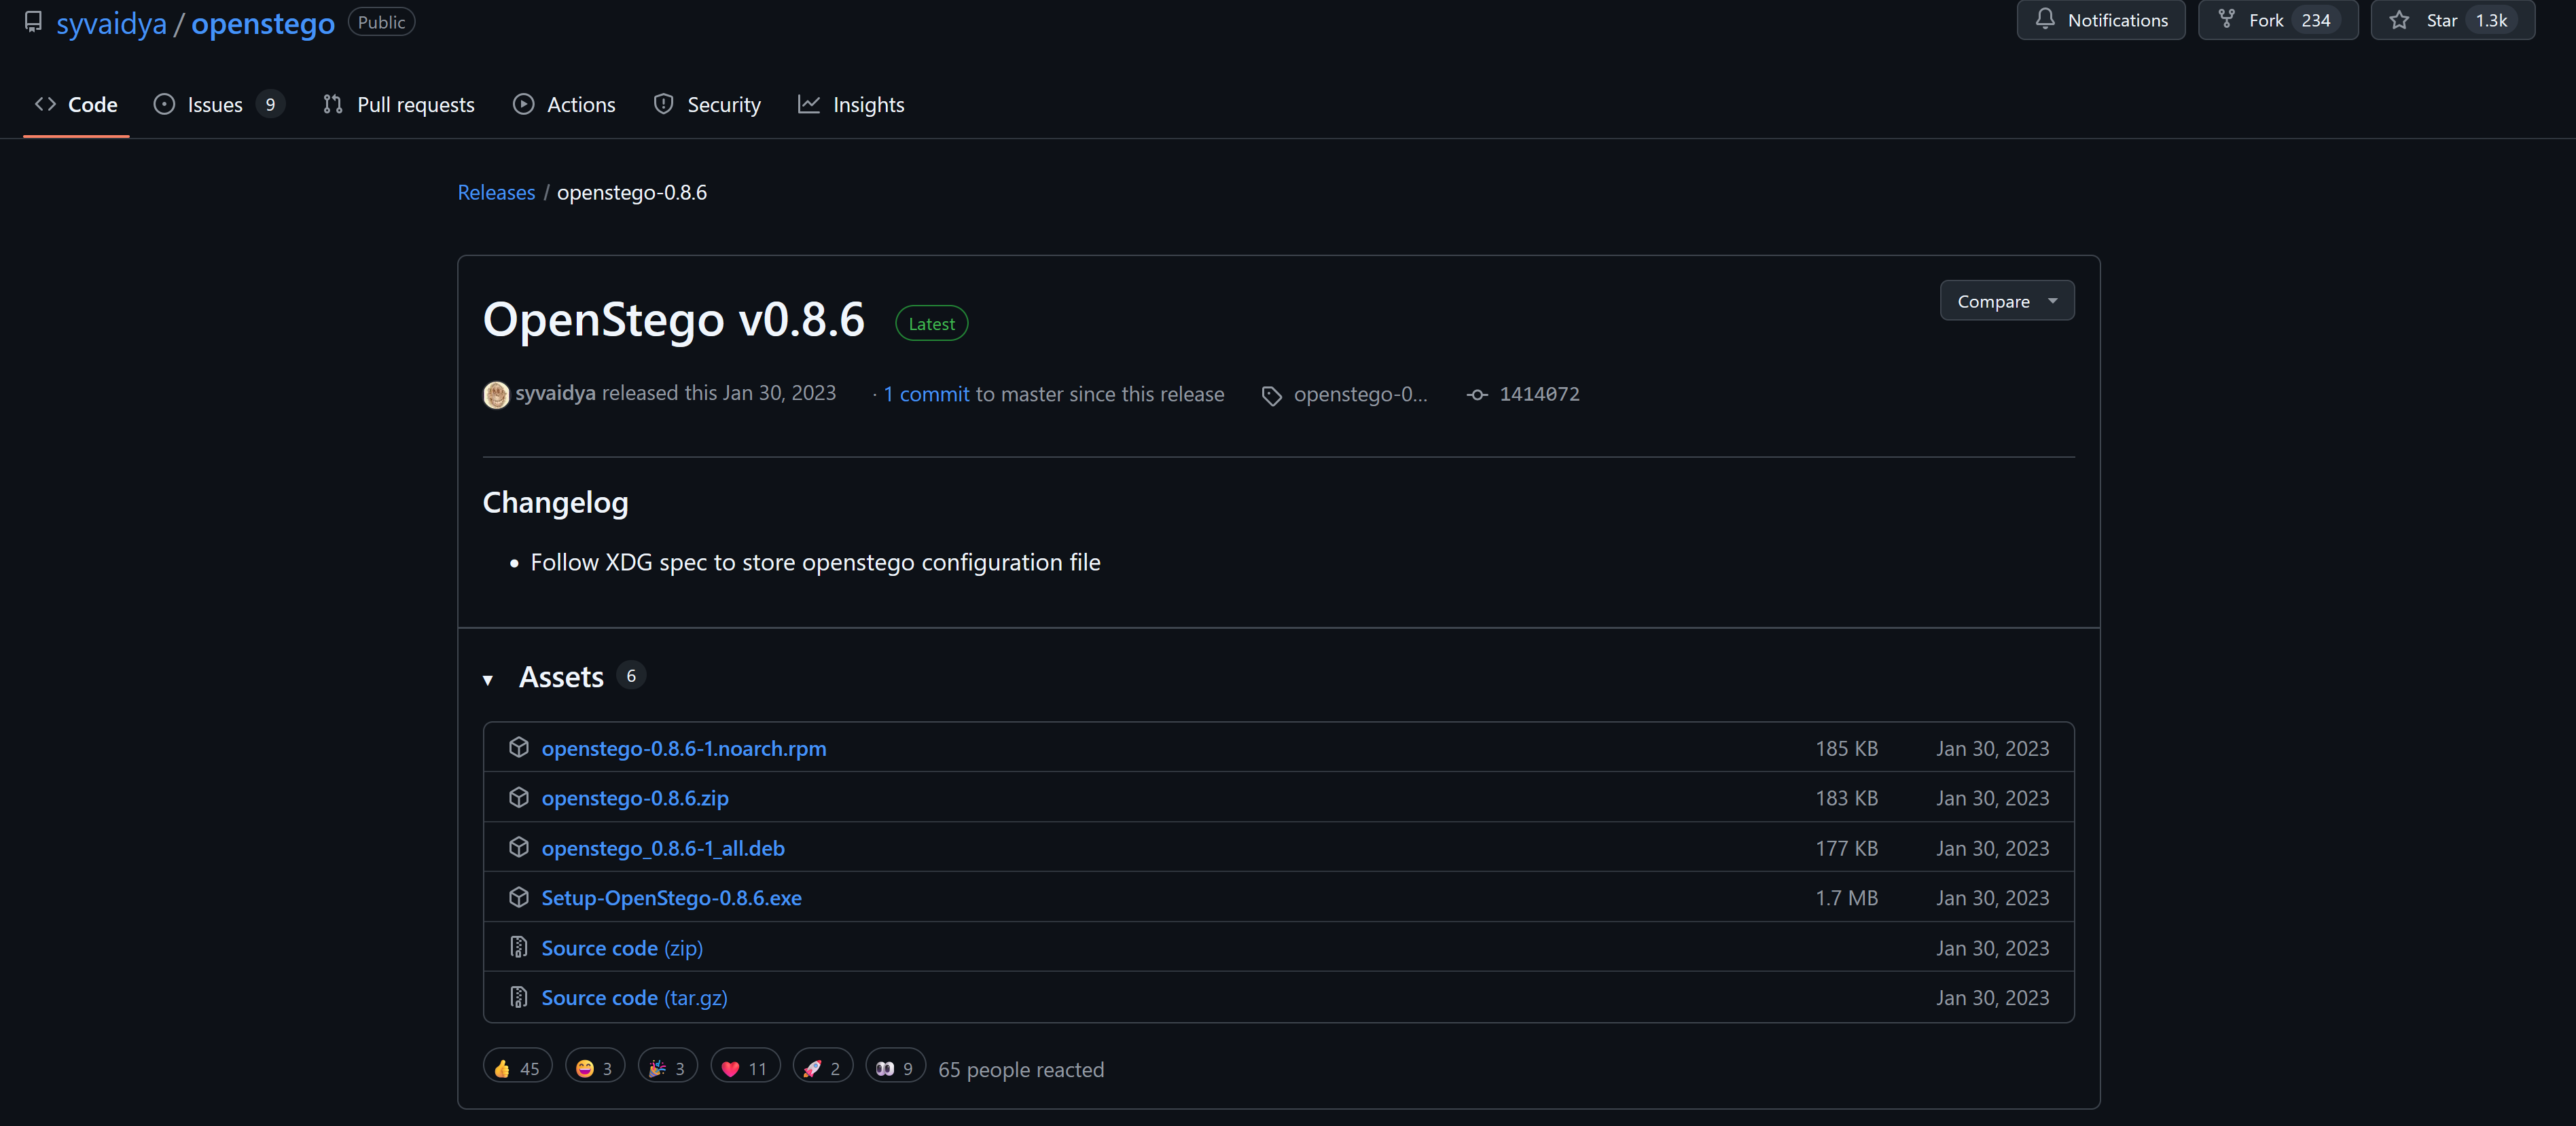 syvaidya / openstego Public
Notifications Fork 234 Star 1.3k
Code Issues 9 Pull requests Actions Security Insights
Releases / openstego-0.8.6
OpenStego v0.8.6 Latest
Compare
syvaidya released this Jan 30, 2023 · 1 commit to master since this release openstego-0... 1414072
Changelog
• Follow XDG spec to store openstego configuration file
Assets 6
openstego-0.8.6-1.noarch.rpm 185 KB Jan 30, 2023
openstego-0.8.6.zip 183 KB Jan 30, 2023
openstego_0.8.6-1_all.deb 177 KB Jan 30, 2023
Setup-OpenStego-0.8.6.exe 1.7 MB Jan 30, 2023
Source code (zip) Jan 30, 2023
Source code (tar.gz) Jan 30, 2023
👍 45 😄 3 🎉 3 ❤️ 11 🚀 2 👀 9 65 people reacted